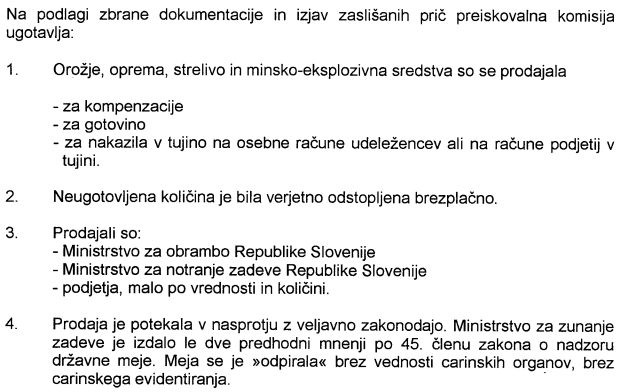 Na podlagi zbrane dokumentacije in izjav zaslišanih prič preiskovalna komisija
ugotavlja:
1. Orožje, oprema, strelivo in minsko-eksplozivna sredstva so se prodajala
- za kompenzacije
- za gotovino
- za nakazila v tujino na osebne račune udeležencev ali na račune podjetij v
tujini.
2. Neugotovljena količina je bila verjetno odstopljena brezplačno.
3. Prodajali so:
- Ministrstvo za obrambo Republike Slovenije
- Ministrstvo za notranje zadeve Republike Slovenije
- podjetja, malo po vrednosti in količini.
4. Prodaja je potekala v nasprotju z veljavno zakonodajo. Ministrstvo za zunanje
zadeve je izdalo le dve predhodni mnenji po 45. členu zakona o nadzoru
državne meje. Meja se je »odpirala« brez vednosti carinskih organov, brez
carinskega evidentiranja.